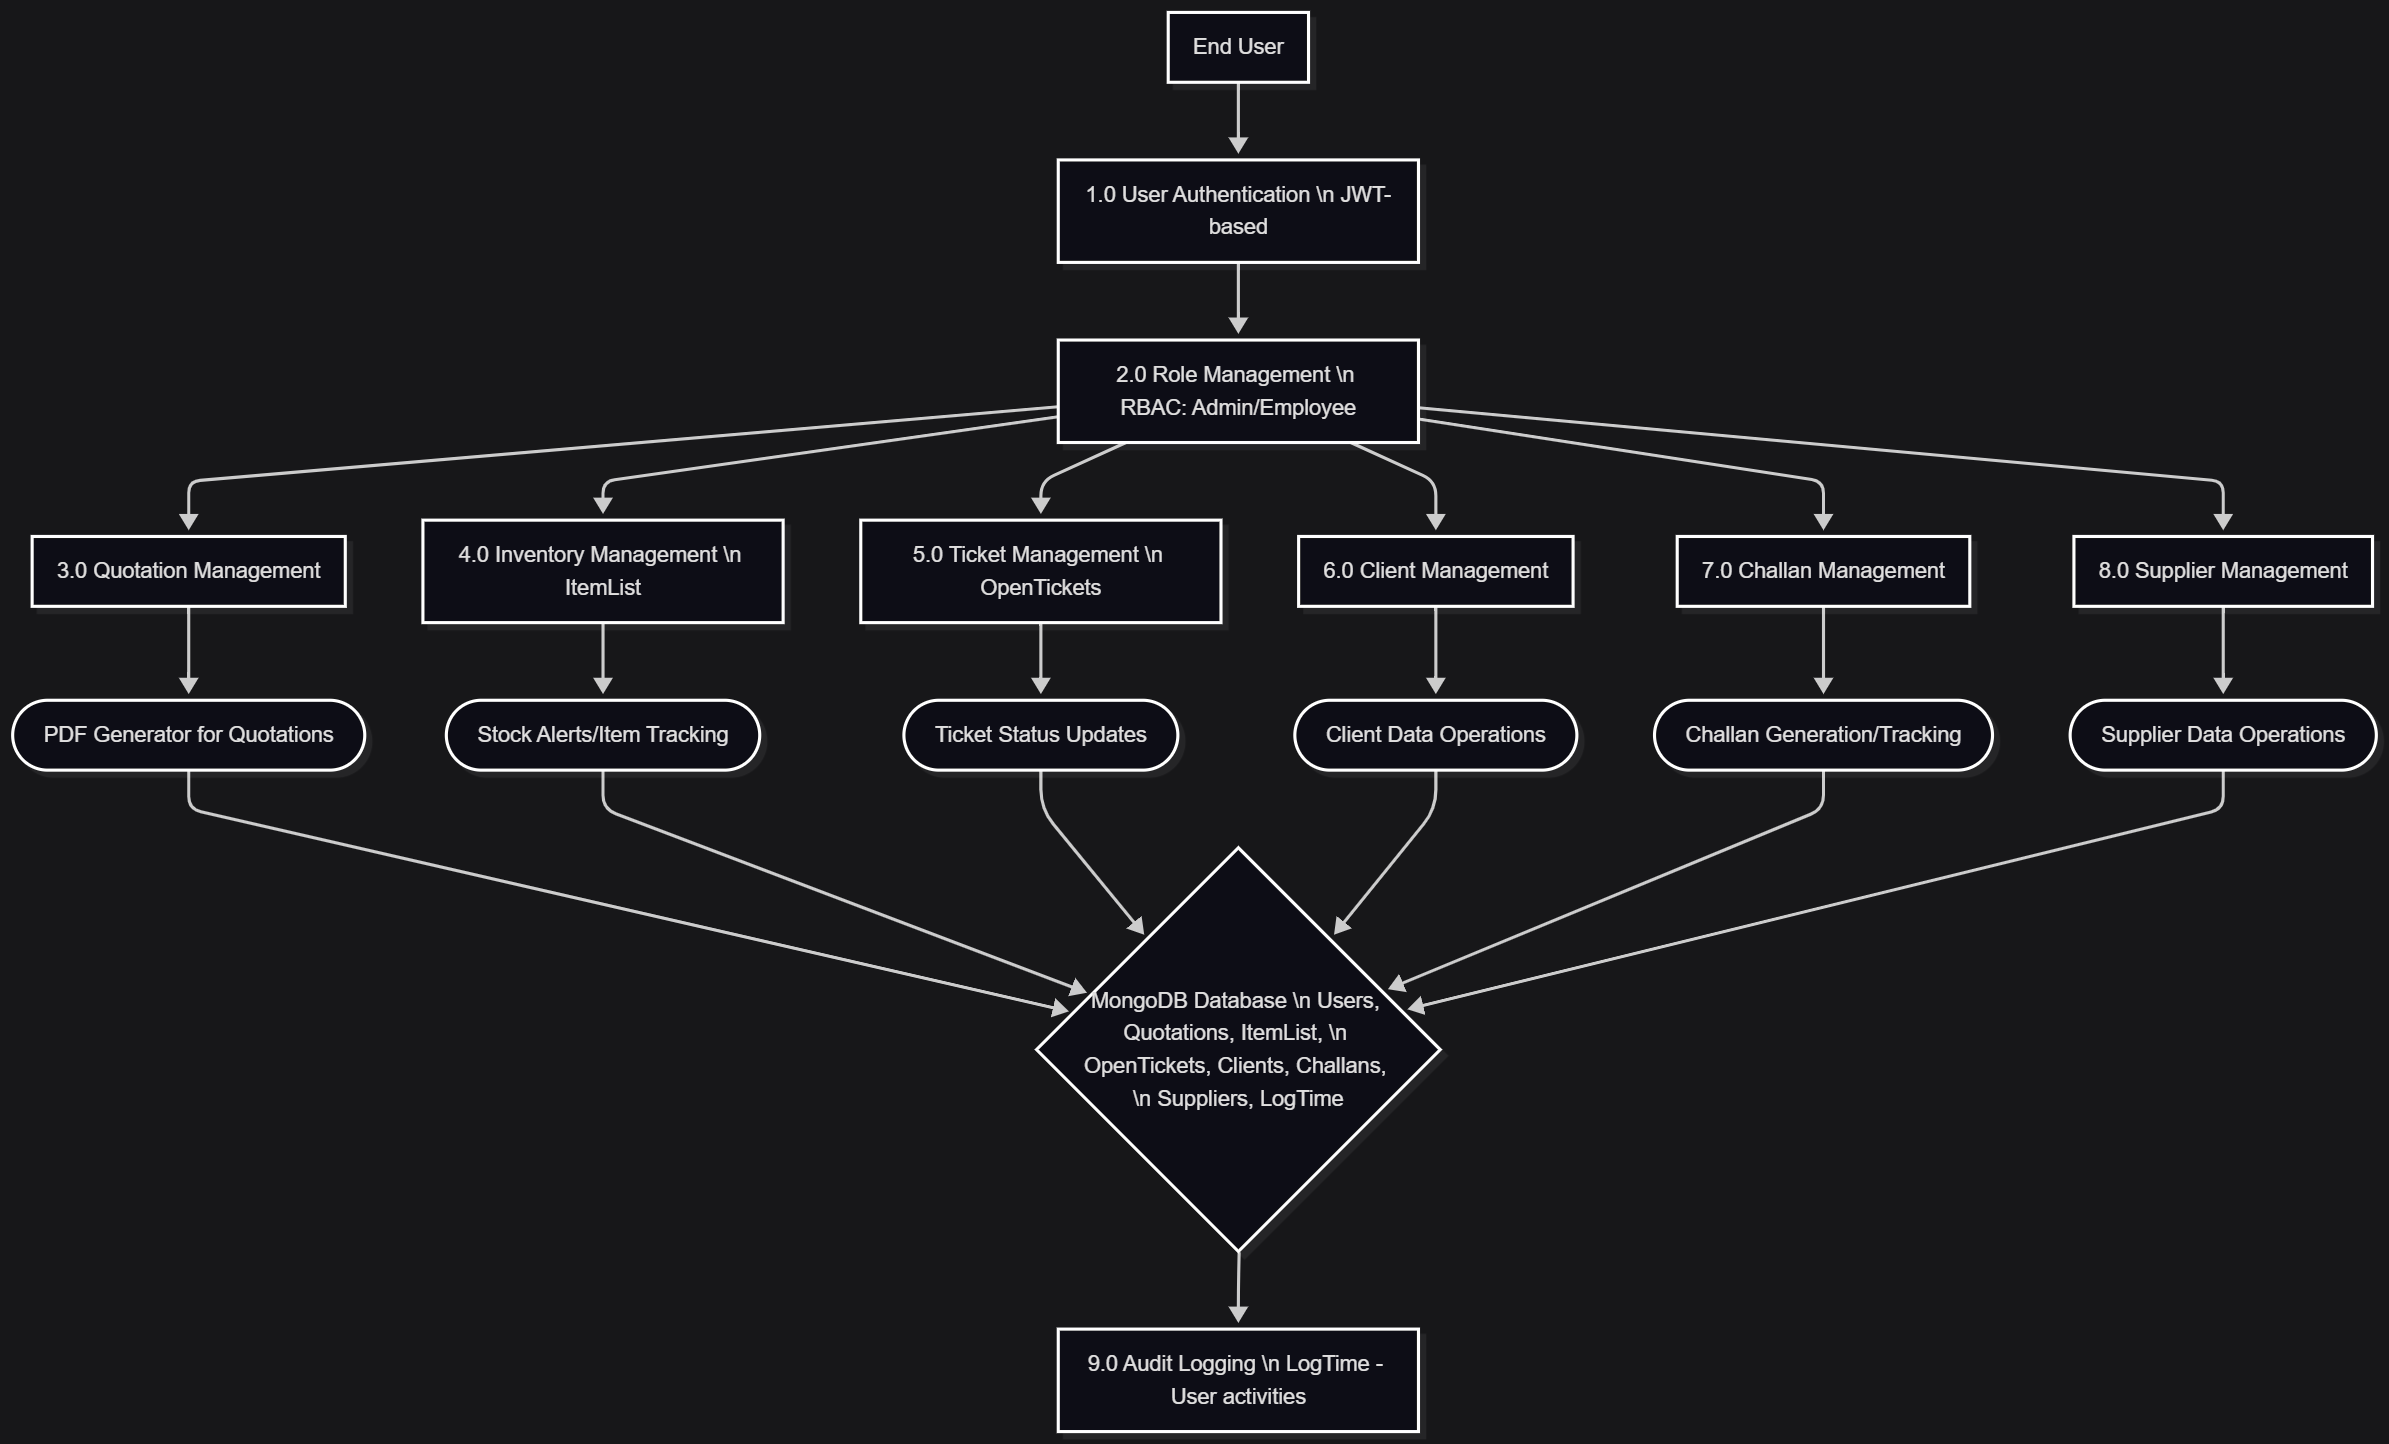 End User
1.0 User Authentication \n JWT-
based
2.0 Role Management \n
RBAC: Admin/Employee
3.0 Quotation Management
4.0 Inventory Management \n
ItemList
5.0 Ticket Management \n
OpenTickets
6.0 Client Management
7.0 Challan Management
8.0 Supplier Management
PDF Generator for Quotations
Stock Alerts/Item Tracking
Ticket Status Updates
Client Data Operations
Challan Generation/Tracking
Supplier Data Operations
MongoDB Database \n Users,
Quotations, ItemList, \n
OpenTickets, Clients, Challans,
\n Suppliers, LogTime
9.0 Audit Logging \n LogTime -
User activities